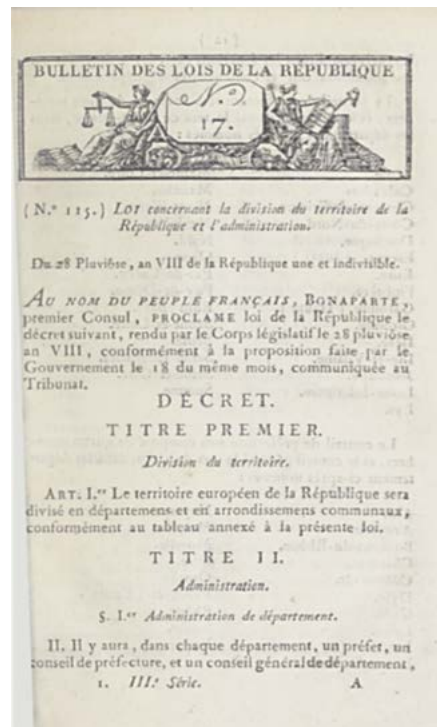 BULLETIN DES LOIS DE LA RÉPUBLIQUE
N.º
17.
(N.º 115.) LOI concernant la division du territoire de la
République et l'administration.
Du 28 Pluviôse, an VIII de la République une et indivisible.
AU NOM DU PEUPLE FRANÇAIS, BONAPARTE,
premier Consul, PROCLAME loi de la République le
décret suivant, rendu par le Corps législatif le 28 pluviôse
an VIII, conformément à la proposition faite par le
Gouvernement le 18 du même mois, communiquée au
Tribunat.
DÉCRET.
TITRE PREMIER.
Division du territoire.
ART. I.er Le territoire européen de la République sera
divisé en départemens et en arrondissemens communaux,
conformément au tableau annexé à la présente loi.
TITRE II.
Administration.
§. I.er Administration de département.
II. Il y aura, dans chaque département, un préfet, un
conseil de préfecture, et un conseil général de département,
1. III.e Série. A